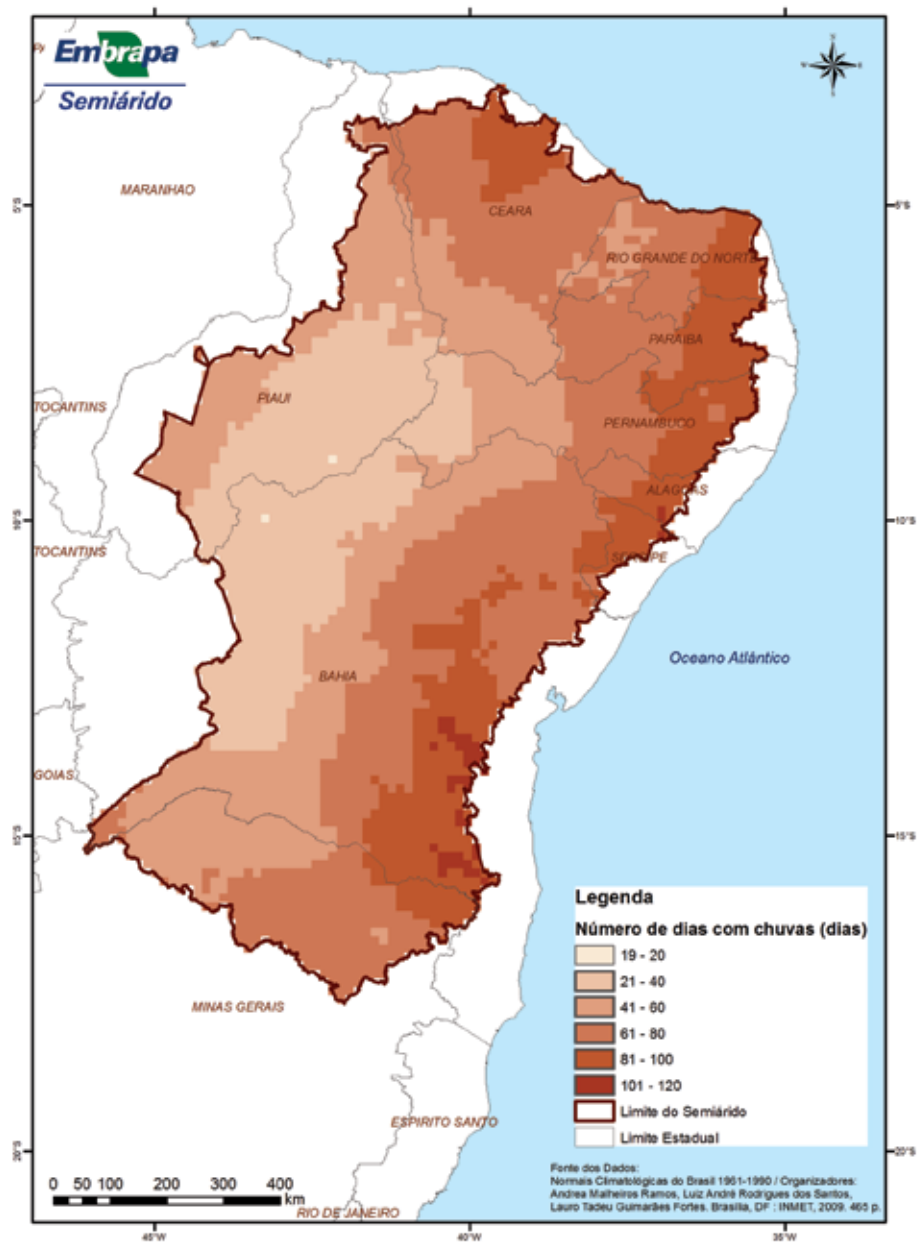 Embrapa
Semiárido
MARANHAO
5°S
5°S
CEARA
RIO GRANDE DO NORTE
PARAIBA
PIAUI
TOCANTINS
PERNAMBUCO
ALAGOAS
10°S
10°S
TOCANTINS
SERGIPE
Oceano Atlântico
BAHIA
GOIAS
15°S
15°S
Legenda
Número de dias com chuvas (dias)
19 - 20
21 - 40
41 - 60
61 - 80
81 - 100
101 - 120
Limite do Semiárido
Limite Estadual
MINAS GERAIS
ESPIRITO SANTO
20°S
20°S
0 50 100 200 300 400
km
RIO DE JANEIRO
Fonte dos Dados:
Normais Climatológicas do Brasil 1961-1990 / Organizadores:
Andrea Malheiros Ramos, Luiz André Rodrigues dos Santos,
Lauro Tadeu Guimarães Fortes. Brasília, DF : INMET, 2009. 465 p.
45°W
40°W
35°W